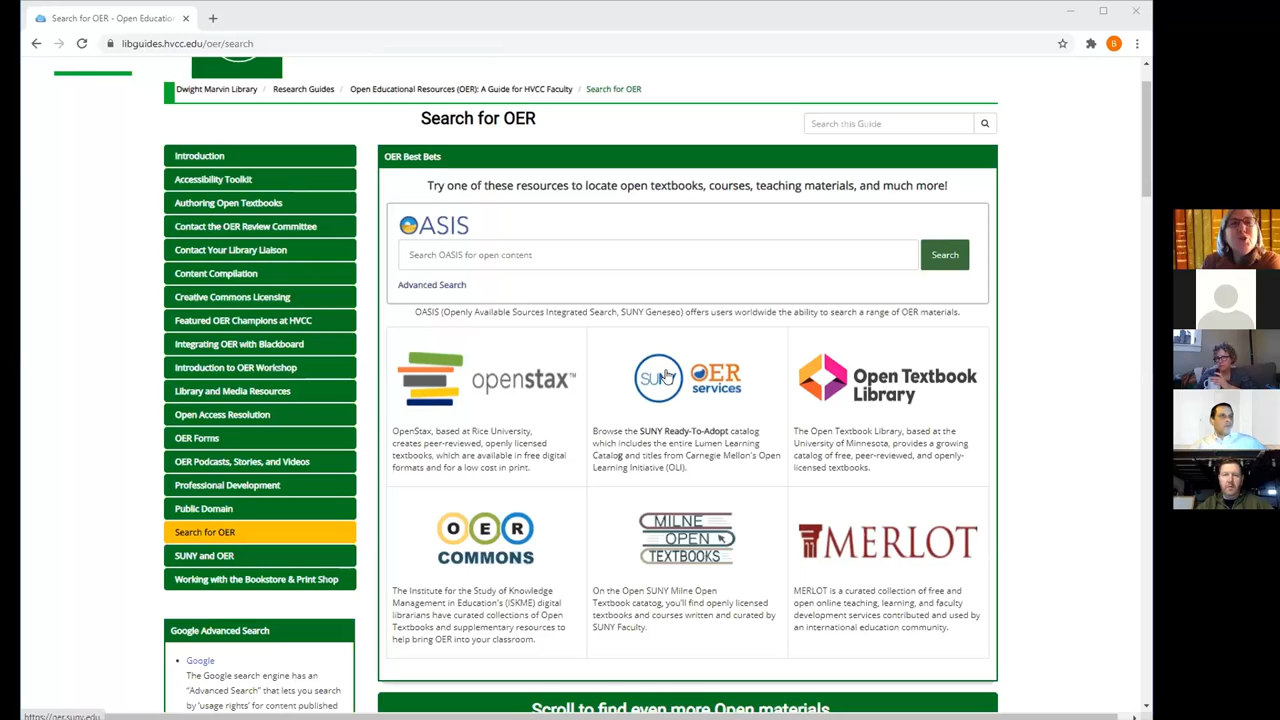 Search for OER - Open Educatio
libguides.hvcc.edu/oer/search
B
Dwight Marvin Library / Research Guides / Open Educational Resources (OER): A Guide for HVCC Faculty / Search for OER
Search for OER
Search this Guide
Introduction
Accessibility Toolkit
Authoring Open Textbooks
Contact the OER Review Committee
Contact Your Library Liaison
Content Compilation
Creative Commons Licensing
Featured OER Champions at HVCC
Integrating OER with Blackboard
Introduction to OER Workshop
Library and Media Resources
Open Access Resolution
OER Forms
OER Podcasts, Stories, and Videos
Professional Development
Public Domain
Search for OER
SUNY and OER
Working with the Bookstore & Print Shop
Google Advanced Search
Google
The Google search engine has an
"Advanced Search" that lets you search
by 'usage rights' for content published
OER Best Bets
Try one of these resources to locate open textbooks, courses, teaching materials, and much more!
OASIS
Search OASIS for open content
Search
Advanced Search
OASIS (Openly Available Sources Integrated Search, SUNY Geneseo) offers users worldwide the ability to search a range of OER materials.
openstax™
OpenStax, based at Rice University,
creates peer-reviewed, openly licensed
textbooks, which are available in free digital
formats and for a low cost in print.
SUNY OER
services
Browse the SUNY Ready-To-Adopt catalog
which includes the entire Lumen Learning
Catalog and titles from Carnegie Mellon's Open
Learning Initiative (OLI).
Open Textbook
Library
The Open Textbook Library, based at the
University of Minnesota, provides a growing
catalog of free, peer-reviewed, and openly-
licensed textbooks.
OER
COMMONS
The Institute for the Study of Knowledge
Management in Education's (ISKME) digital
librarians have curated collections of Open
Textbooks and supplementary resources to
help bring OER into your classroom.
MILNE
OPEN
TEXTBOOKS
On the Open SUNY Milne Open
Textbook catalog, you'll find openly licensed
textbooks and courses written and curated by
SUNY Faculty.
MERLOT
MERLOT is a curated collection of free and
open online teaching, learning, and faculty
development services contributed and used by
an international education community.
Scroll to find even more Open materials
https://oer.suny.edu